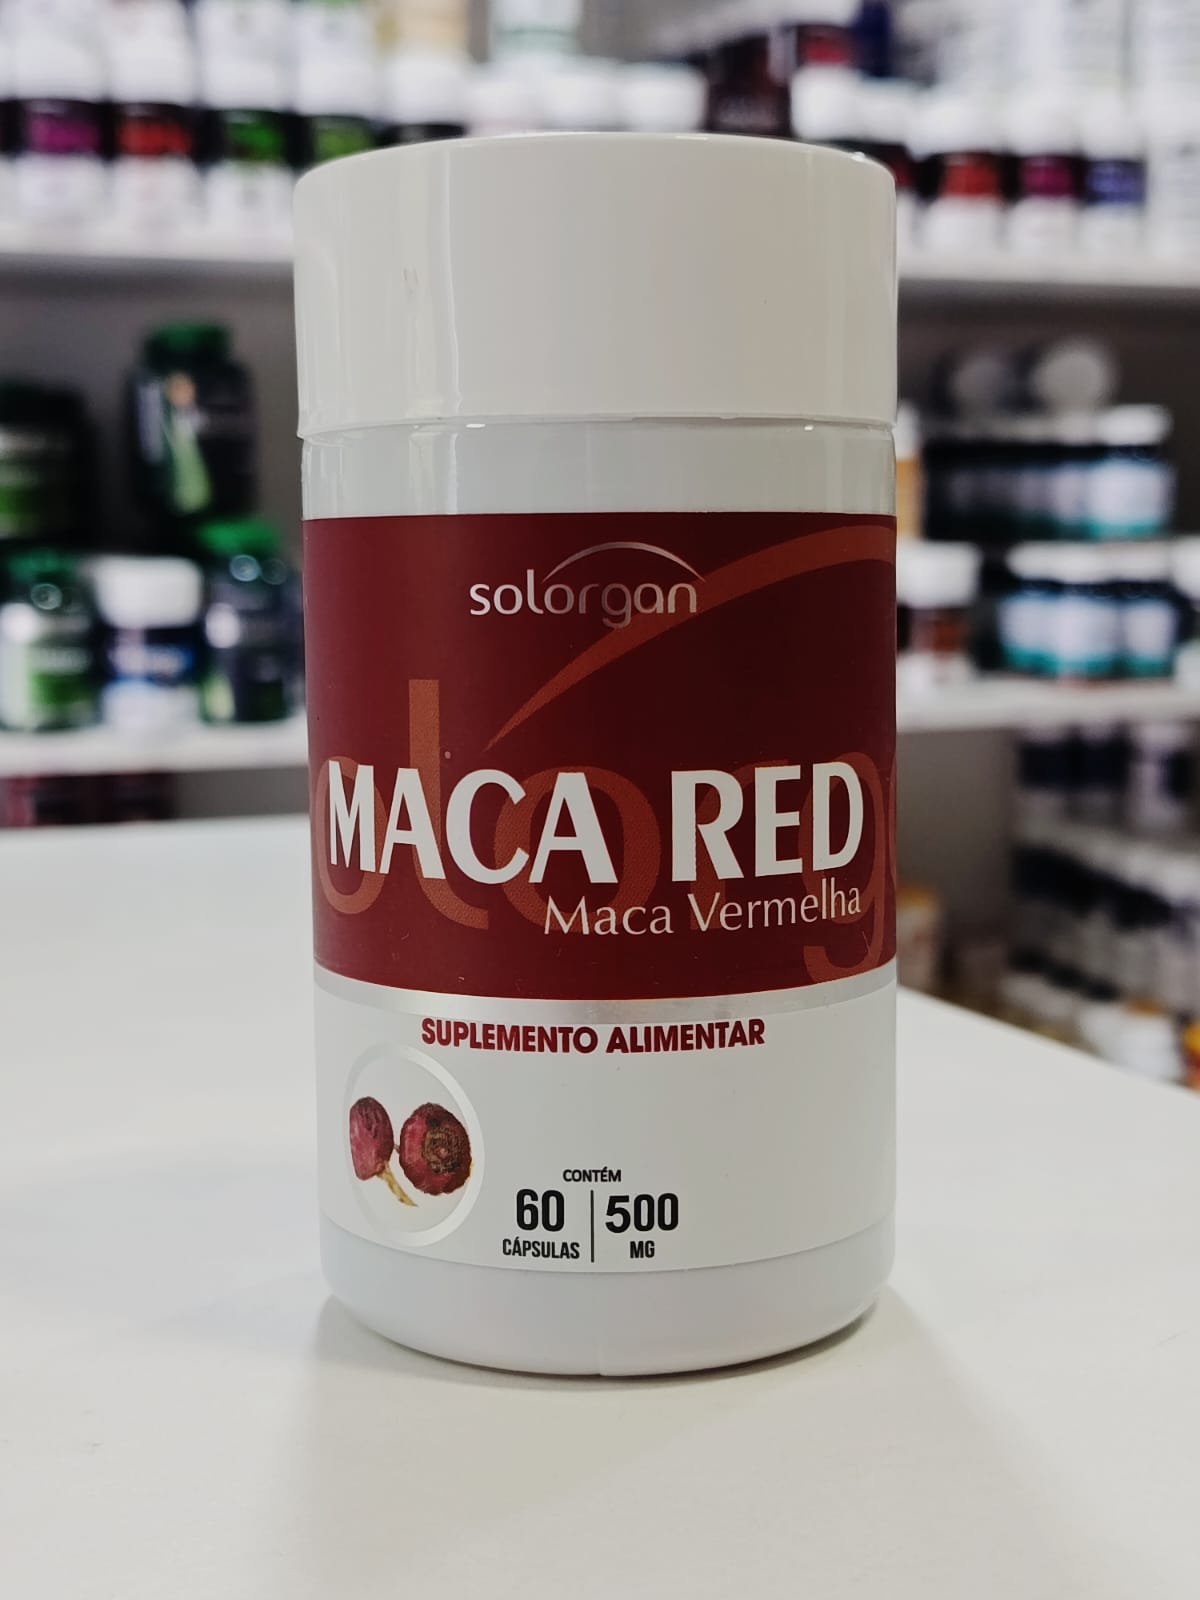 solorgan
MACA RED
Maca Vermelha
SUPLEMENTO ALIMENTAR
CONTÉM
60 500
CÁPSULAS MG